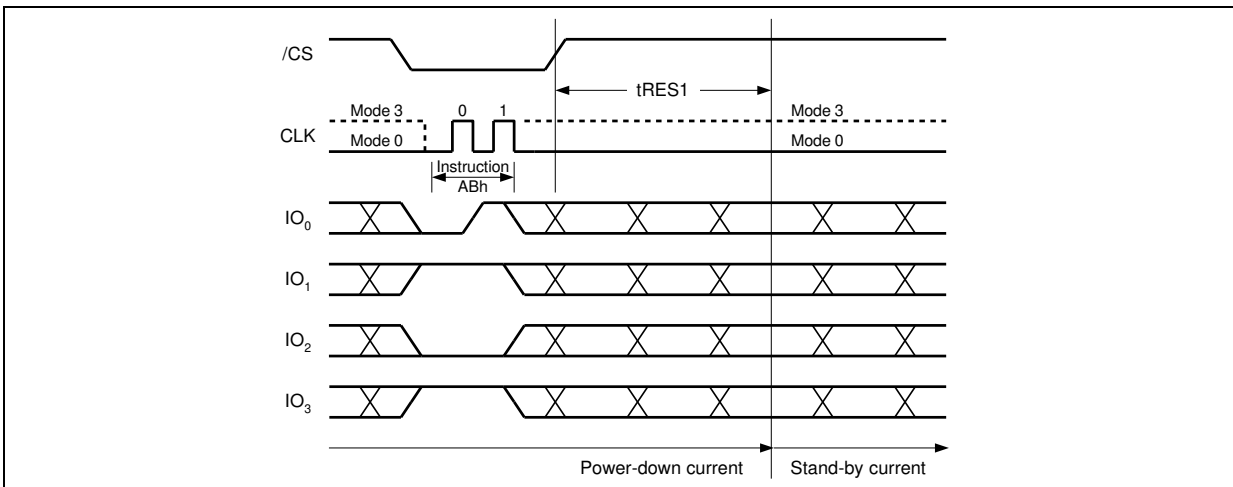 /CS
tRES1
Mode 3 0 1 Mode 3
CLK
Mode 0 Mode 0
Instruction
ABh
IO0
IO1
IO2
IO3
Power-down current Stand-by current